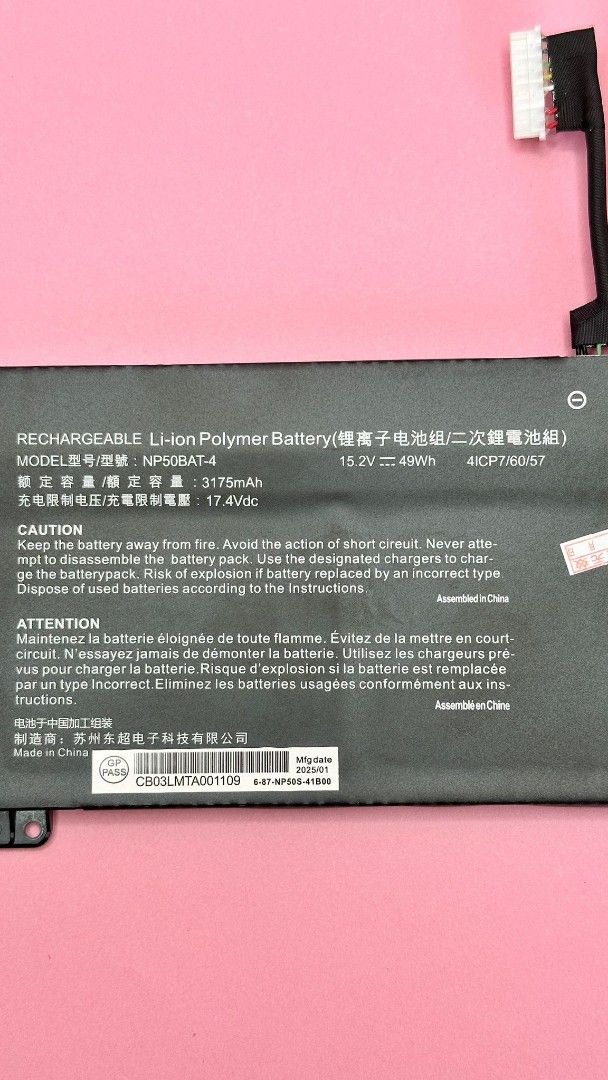 RECHARGEABLE Li-ion Polymer Battery(锂离子电池组/二次鋰電池組)
MODEL型号/型號：NP50BAT-4 15.2V⎓49Wh 4ICP7/60/57
额 定 容 量 /額 定 容 量 : 3175mAh
充电限制电压/充電限制電壓：17.4Vdc
CAUTION
Keep the battery away from fire. Avoid the action of short cirouit. Never atte-
mpt to disassemble the battery pack. Use the designated chargers to char-
ge the batterypack. Risk of explosion if battery replaced by an incorrect type
Dispose of used batteries according to the Instructions.
Assembled in China
ATTENTION
Maintenez la batterie éloignée de toute flamme. Évitez de la mettre en court-
circuit. N'essayez jamais de démonter la batterie. Utilisez les chargeurs pré-
vus pour charger la batterie.Risque d'explosion si la batterie est remplacée
par un type Incorrect.Eliminez les batteries usagées conformément aux ins-
tructions.
Assemblé en Chine
电池于中国加工组装
制造商：苏州东超电子科技有限公司
Made in China
GP
PASS
Mfgdate
2025/01
CB03LMTA001109 6-87-NP50S-41B00